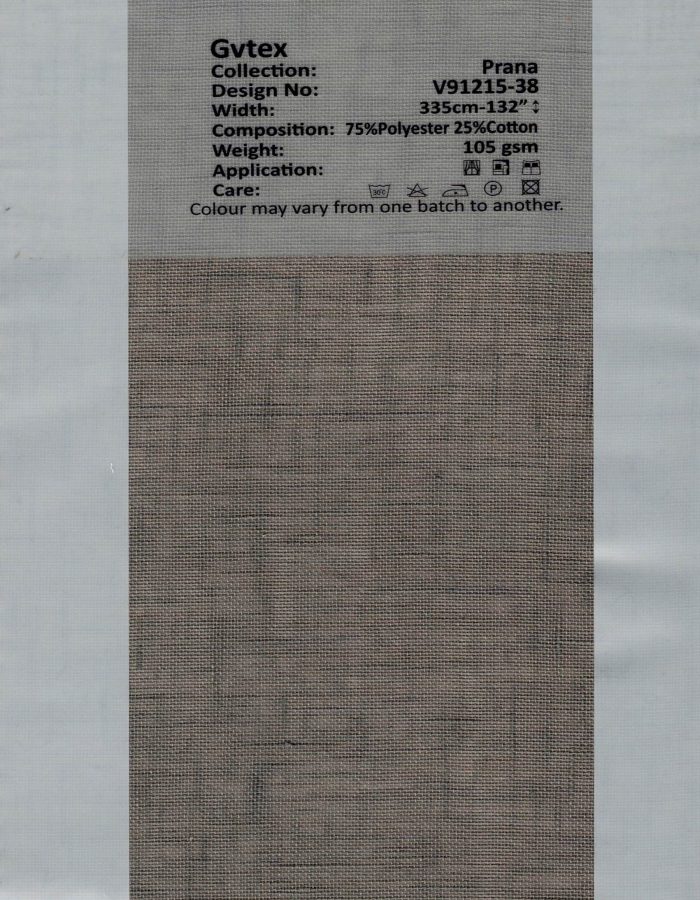 Gvtex
Collection: Prana
Design No: V91215-38
Width: 335cm-132”
Composition: 75%Polyester 25%Cotton
Weight: 105 gsm
Application:
Care: 30°C P
Colour may vary from one batch to another.